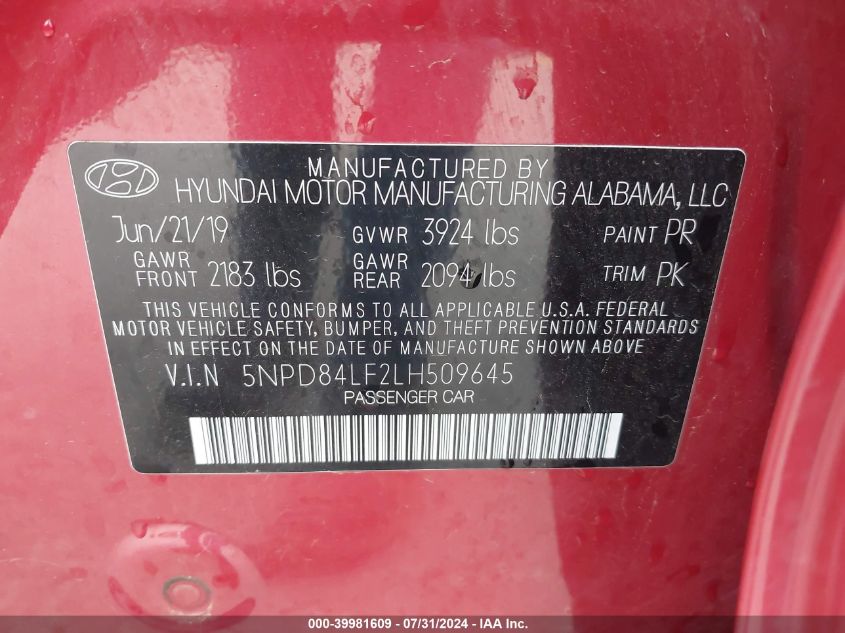 MANUFACTURED BY
HYUNDAI MOTOR MANUFACTURING ALABAMA, LLC
Jun/21/19 GVWR 3924 lbs PAINT PR
GAWR FRONT 2183 lbs GAWR REAR 2094 lbs TRIM PK
THIS VEHICLE CONFORMS TO ALL APPLICABLE U.S.A. FEDERAL
MOTOR VEHICLE SAFETY, BUMPER, AND THEFT PREVENTION STANDARDS
IN EFFECT ON THE DATE OF MANUFACTURE SHOWN ABOVE
V.I.N 5NPD84LF2LH509645
PASSENGER CAR
000-39981609 - 07/31/2024 - IAA Inc.